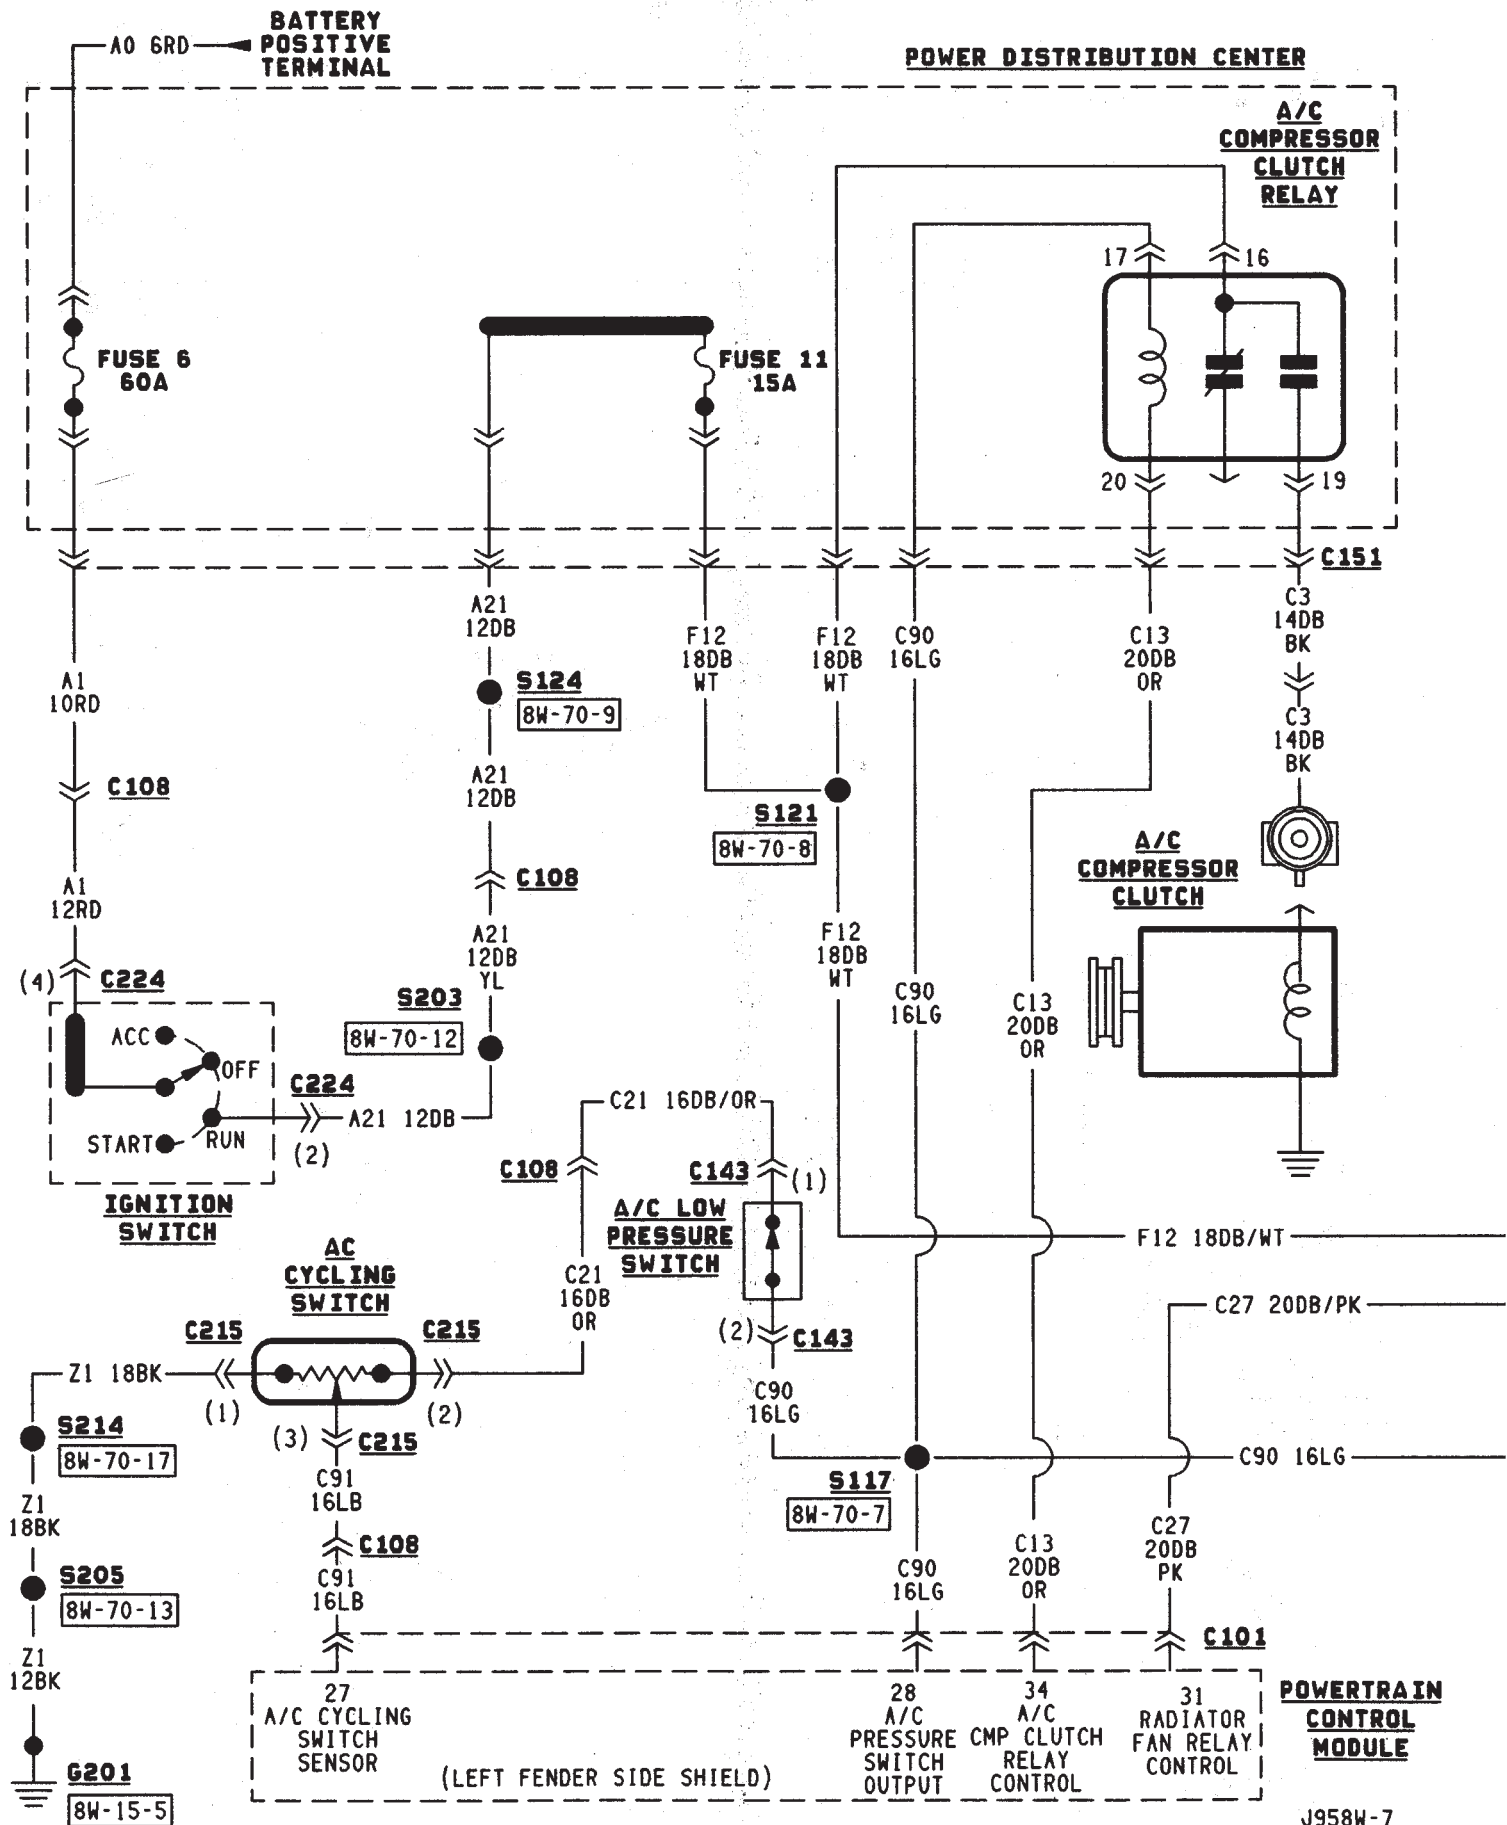 BATTERY
POSITIVE
TERMINAL
A0 6RD
POWER DISTRIBUTION CENTER
A/C
COMPRESSOR
CLUTCH
RELAY
17
16
FUSE 6
60A
FUSE 11
15A
20
19
C151
A21
12DB
F12
18DB
WT
F12
18DB
WT
C90
16LG
C13
20DB
OR
C3
14DB
BK
A1
10RD
S124
8W-70-9
C3
14DB
BK
A21
12DB
C108
S121
8W-70-8
C108
A/C
COMPRESSOR
CLUTCH
A1
12RD
A21
12DB
YL
F12
18DB
WT
(4)
C224
S203
8W-70-12
C90
16LG
C13
20DB
OR
ACC
OFF
RUN
START
C224
(2)
A21 12DB
IGNITION
SWITCH
C21 16DB/OR
C108
C143
(1)
A/C LOW
PRESSURE
SWITCH
F12 18DB/WT
AC
CYCLING
SWITCH
C21
16DB
OR
C27 20DB/PK
C215
C215
(2)
C143
Z1 18BK
(1)
(2)
C90
16LG
S214
8W-70-17
(3)
C215
C90 16LG
S117
8W-70-7
C91
16LB
Z1
18BK
C108
C27
20DB
PK
C13
20DB
OR
C90
16LG
S205
8W-70-13
C91
16LB
C101
Z1
12BK
27
A/C CYCLING
SWITCH
SENSOR
28
A/C
PRESSURE
SWITCH
OUTPUT
34
A/C
CMP CLUTCH
RELAY
CONTROL
31
RADIATOR
FAN RELAY
CONTROL
POWERTRAIN
CONTROL
MODULE
(LEFT FENDER SIDE SHIELD)
G201
8W-15-5
J958W-7